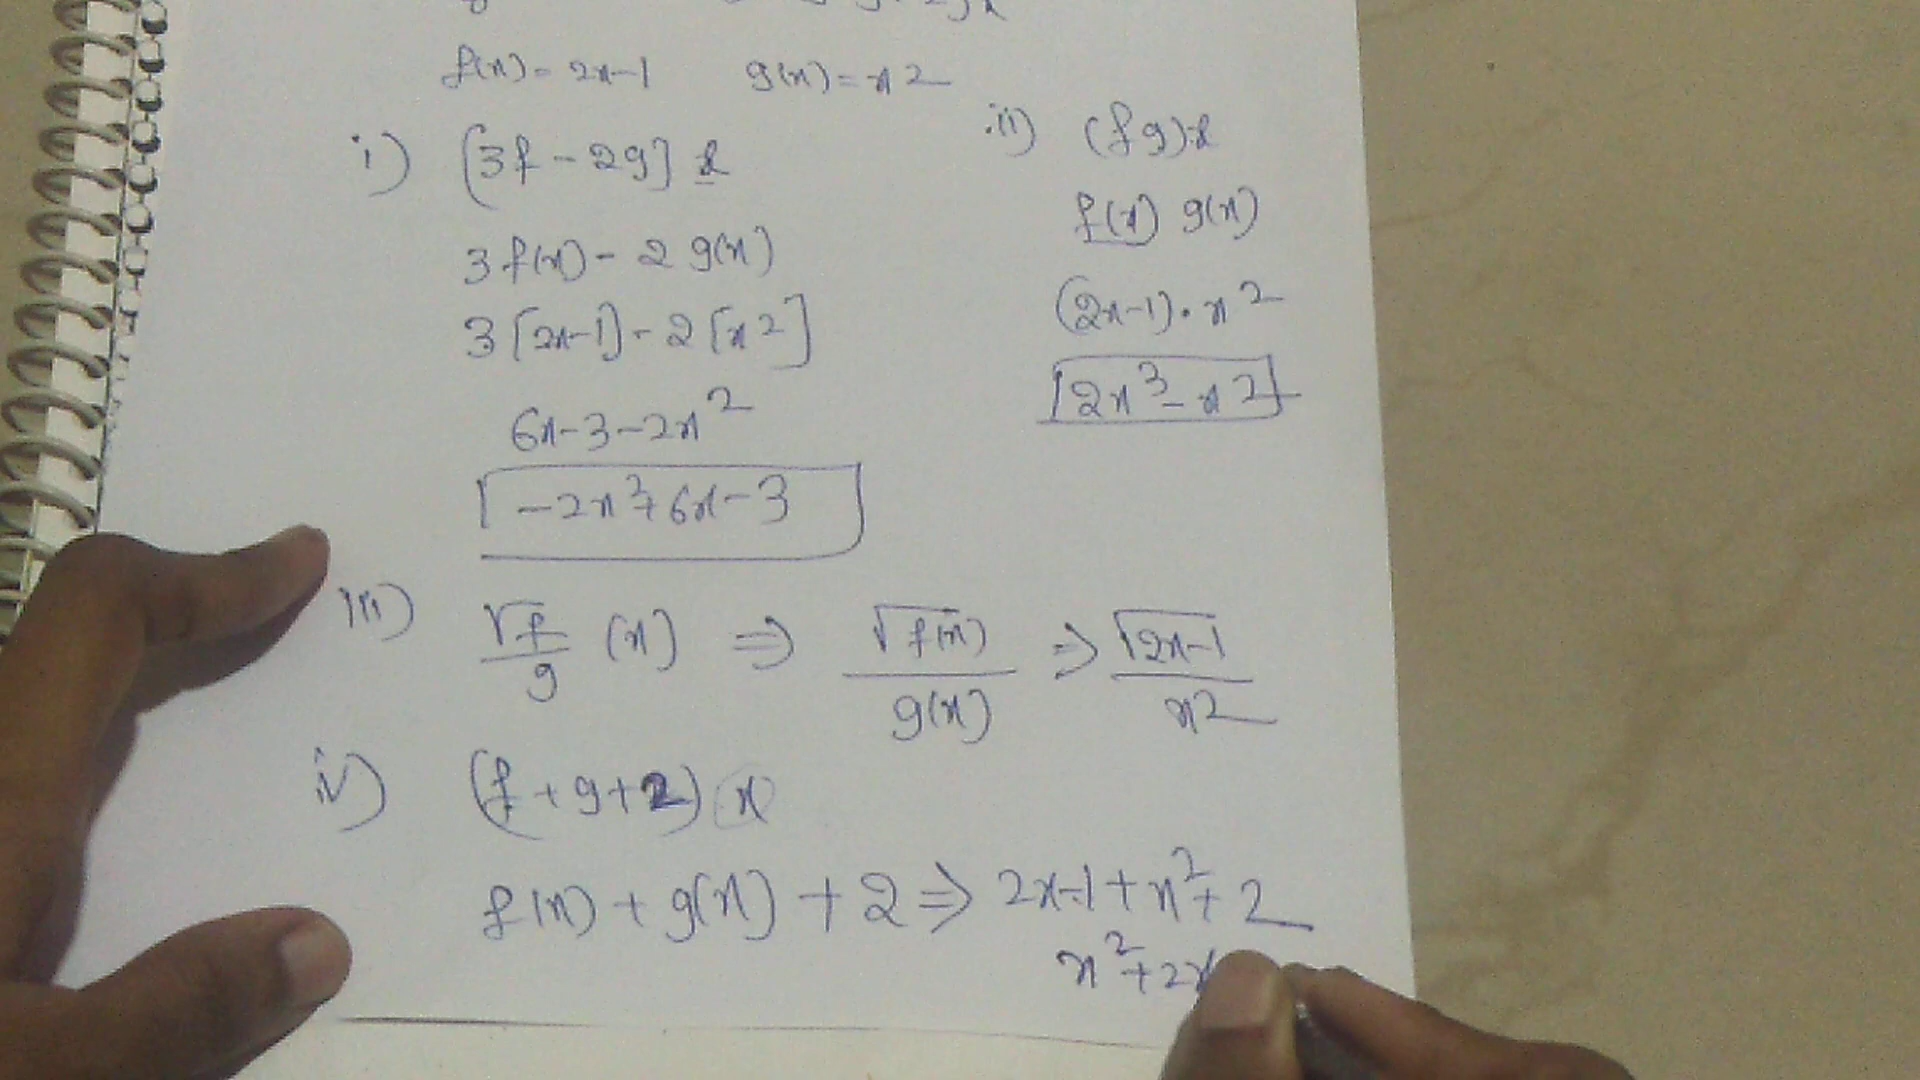 f(x) = 2x-1 g(x) = x2
i) (3f - 2g] x
3f(x) - 2 g(x)
3[2x-1] - 2[x2]
6x-3-2x²
-2x²+6x-3
ii) (fg)x
f(x) g(x)
(2x-1).x2
2x³-x2
iii) √f/g (x) ⇒ √f(x)/g(x) ⇒ √2x-1/x2
iv) (f+g+2) x
f(x) + g(x) + 2 ⇒ 2x-1+x²+2
x²+2x